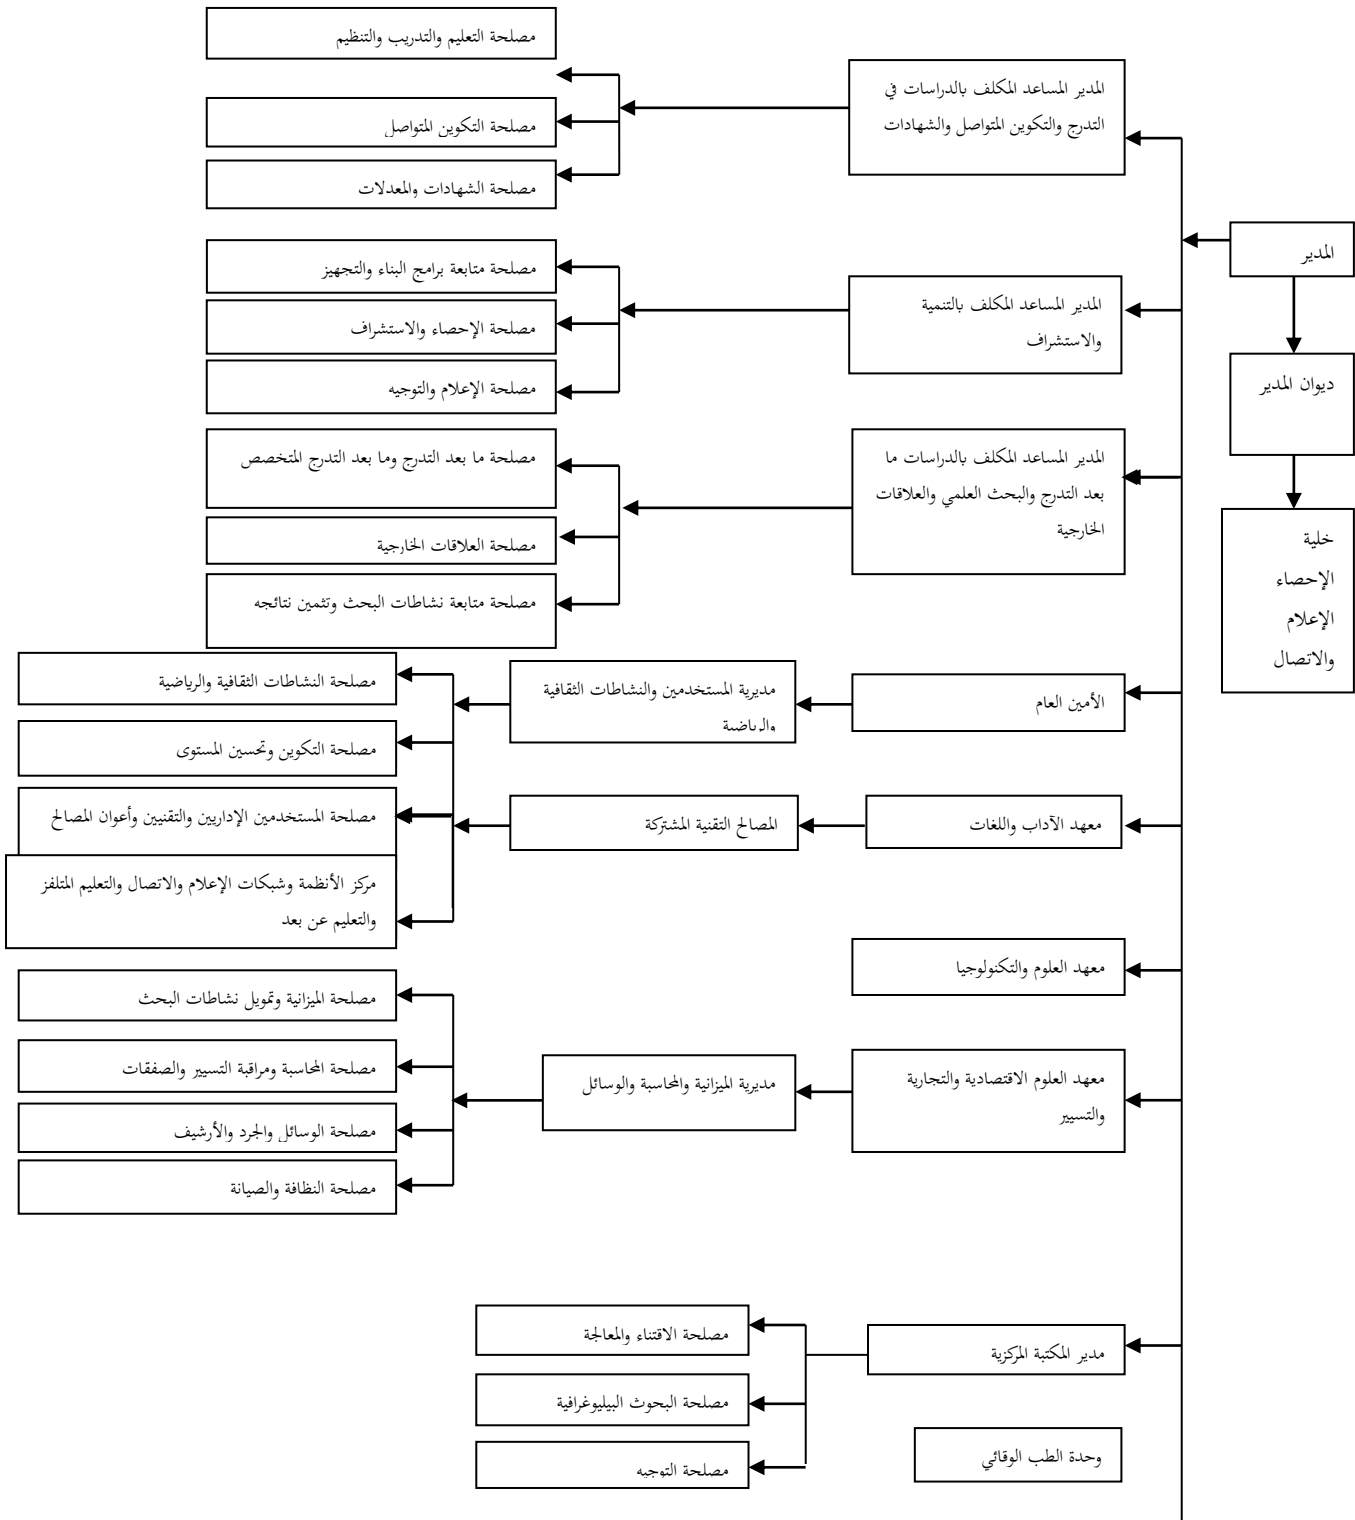 المدير
ديوان المدير
خلية
الإحصاء
الإعلام
والاتصال
المدير المساعد المكلف بالدراسات في
التدرج والتكوين المتواصل والشهادات
مصلحة التعليم والتدريب والتنظيم
مصلحة التكوين المتواصل
مصلحة الشهادات والمعدلات
المدير المساعد المكلف بالتنمية
والاستشراف
مصلحة متابعة برامج البناء والتجهيز
مصلحة الإحصاء والاستشراف
مصلحة الإعلام والتوجيه
المدير المساعد المكلف بالدراسات ما
بعد التدرج والبحث العلمي والعلاقات
الخارجية
مصلحة ما بعد التدرج وما بعد التدرج المتخصص
مصلحة العلاقات الخارجية
مصلحة متابعة نشاطات البحث وتثمين نتائجه
الأمين العام
مديرية المستخدمين والنشاطات الثقافية
والرياضية
مصلحة النشاطات الثقافية والرياضية
مصلحة التكوين وتحسين المستوى
مصلحة المستخدمين الإداريين والتقنيين وأعوان المصالح
معهد الآداب واللغات
المصالح التقنية المشتركة
مركز الأنظمة وشبكات الإعلام والاتصال والتعليم المتلفز
والتعليم عن بعد
معهد العلوم والتكنولوجيا
معهد العلوم الاقتصادية والتجارية
والتسيير
مديرية الميزانية والمحاسبة والوسائل
مصلحة الميزانية وتمويل نشاطات البحث
مصلحة المحاسبة ومراقبة التسيير والصفقات
مصلحة الوسائل والجرد والأرشيف
مصلحة النظافة والصيانة
مدير المكتبة المركزية
مصلحة الاقتناء والمعالجة
مصلحة البحوث البيليوغرافية
مصلحة التوجيه
وحدة الطب الوقائي